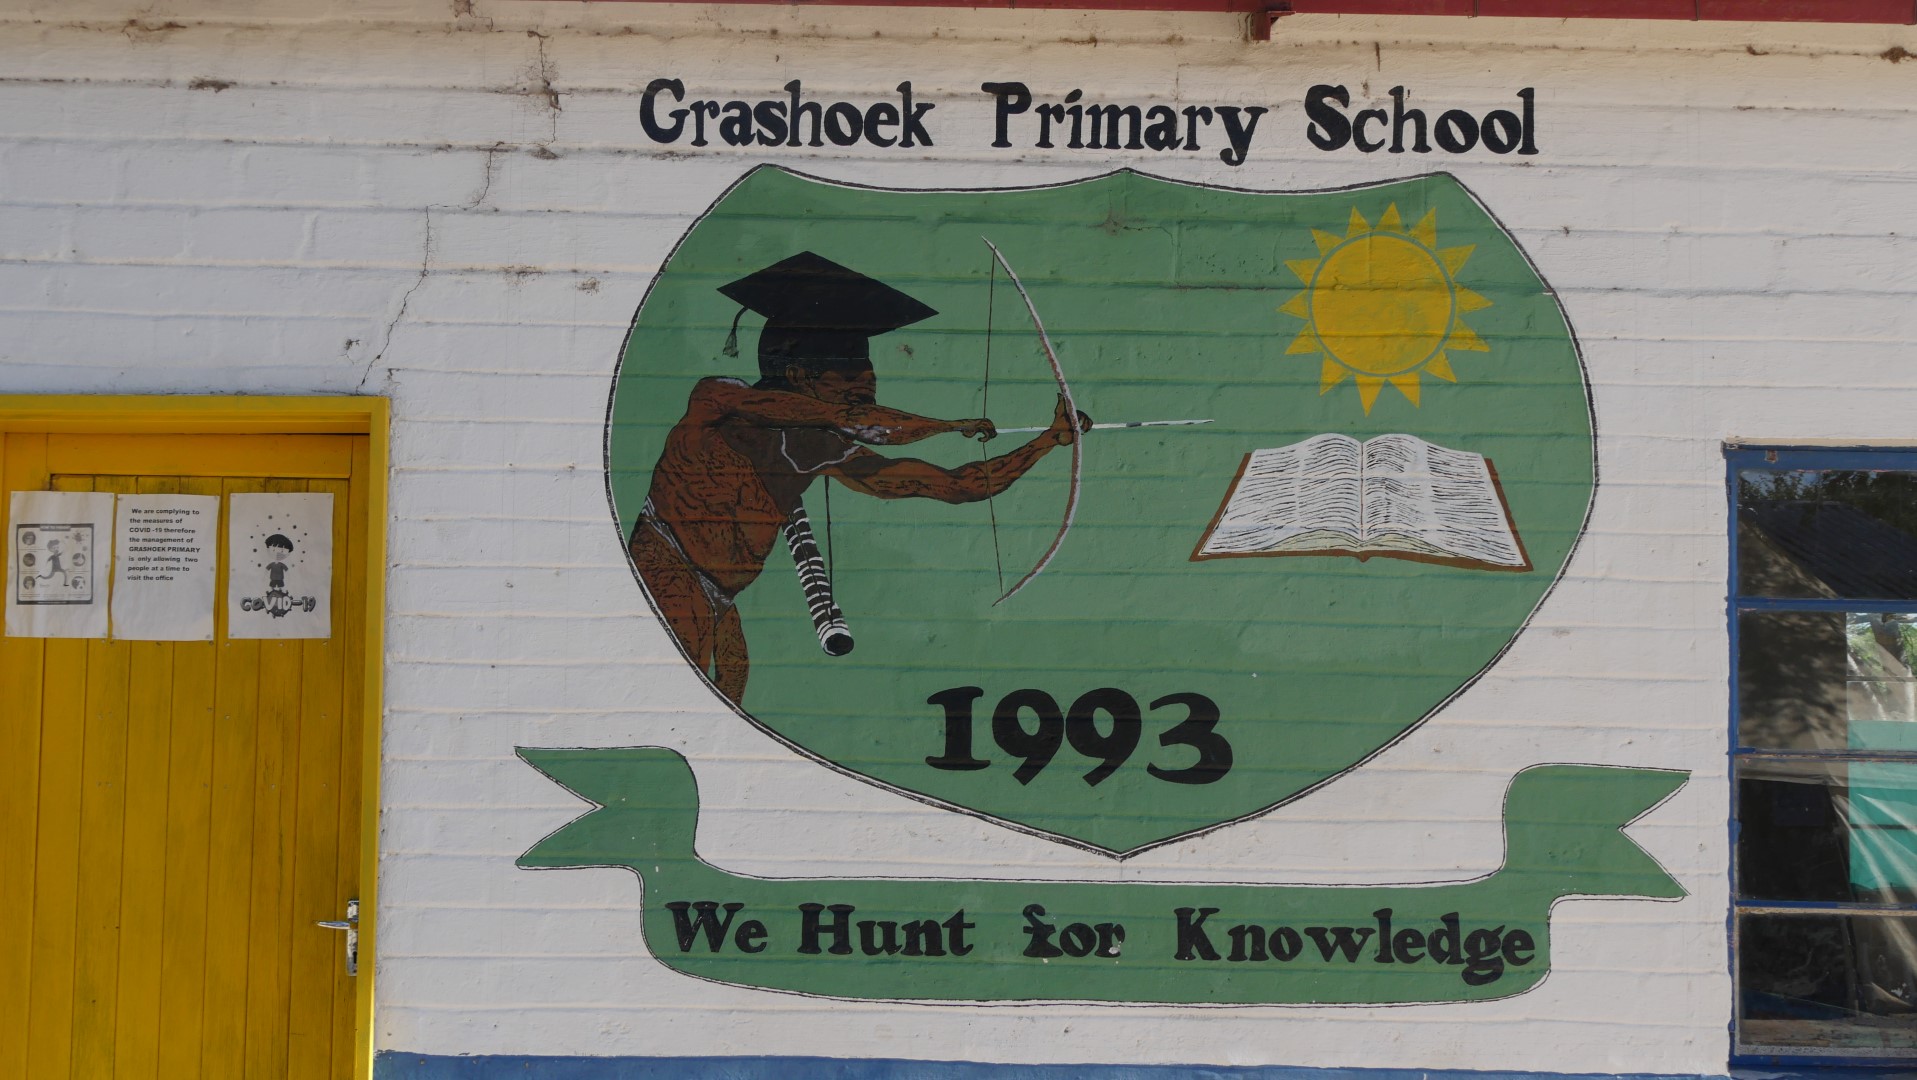 Grashoek Primary School
1993
We Hunt for Knowledge
We are complying to
the measures of
COVID -19 therefore
the management of
GRASHOEK PRIMARY
is only allowing two
people at a time to
visit the office
COVID-19